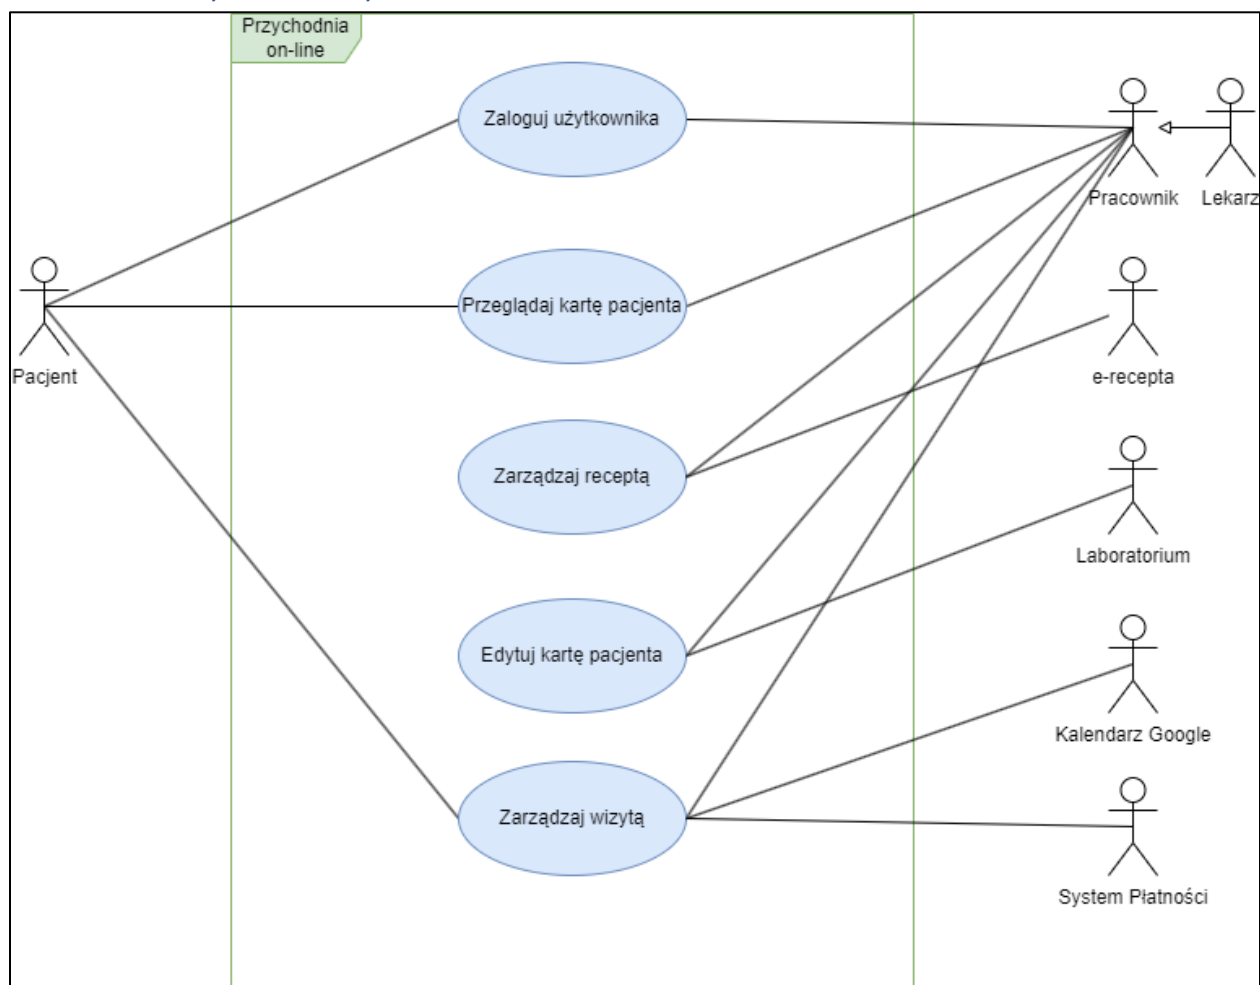 Przychodnia
on-line
Zaloguj użytkownika
Pracownik
Lekarz
Przeglądaj kartę pacjenta
Pacjent
e-recepta
Zarządzaj receptą
Laboratorium
Edytuj kartę pacjenta
Kalendarz Google
Zarządzaj wizytą
System Płatności